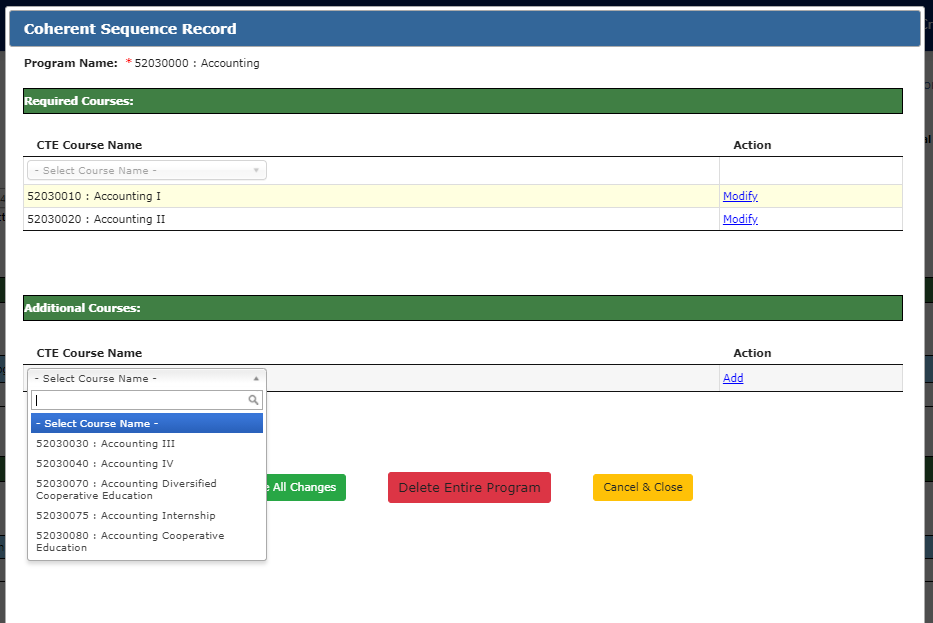 Coherent Sequence Record
Program Name: * 52030000 : Accounting
Required Courses:
CTE Course Name Action
- Select Course Name -
52030010 : Accounting I Modify
52030020 : Accounting II Modify
Additional Courses:
CTE Course Name Action
- Select Course Name - Add
- Select Course Name -
52030030 : Accounting III
52030040 : Accounting IV
52030070 : Accounting Diversified
Cooperative Education
52030075 : Accounting Internship
52030080 : Accounting Cooperative
Education
All Changes Delete Entire Program Cancel & Close